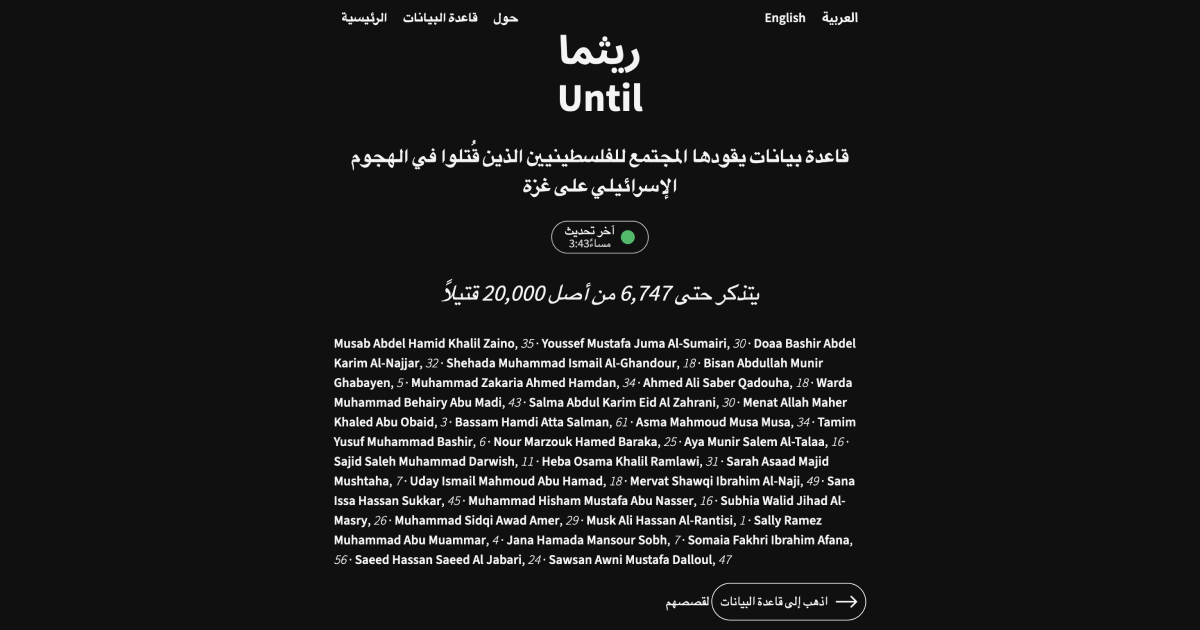 الرئيسية قاعدة البيانات حول English العربية
ريثما
Until
قاعدة بيانات يقودها المجتمع للفلسطينيين الذين قُتلوا في الهجوم
الإسرائيلي على غزة
آخر تحديث
3:43مساءً
يتذكر حتى 6,747 من أصل 20,000 قتيلاً
Musab Abdel Hamid Khalil Zaino, 35 · Youssef Mustafa Juma Al-Sumairi, 30 · Doaa Bashir Abdel
Karim Al-Najjar, 32 · Shehada Muhammad Ismail Al-Ghandour, 18 · Bisan Abdullah Munir
Ghabayen, 5 · Muhammad Zakaria Ahmed Hamdan, 34 · Ahmed Ali Saber Qadouha, 18 · Warda
Muhammad Behairy Abu Madi, 43 · Salma Abdul Karim Eid Al Zahrani, 30 · Menat Allah Maher
Khaled Abu Obaid, 3 · Bassam Hamdi Atta Salman, 61 · Asma Mahmoud Musa Musa, 34 · Tamim
Yusuf Muhammad Bashir, 6 · Nour Marzouk Hamed Baraka, 25 · Aya Munir Salem Al-Talaa, 16 ·
Sajid Saleh Muhammad Darwish, 11 · Heba Osama Khalil Ramlawi, 31 · Sarah Asaad Majid
Mushtaha, 7 · Uday Ismail Mahmoud Abu Hamad, 18 · Mervat Shawqi Ibrahim Al-Naji, 49 · Sana
Issa Hassan Sukkar, 45 · Muhammad Hisham Mustafa Abu Nasser, 16 · Subhia Walid Jihad Al-
Masry, 26 · Muhammad Sidqi Awad Amer, 29 · Musk Ali Hassan Al-Rantisi, 1 · Sally Ramez
Muhammad Abu Muammar, 4 · Jana Hamada Mansour Sobh, 7 · Somaia Fakhri Ibrahim Afana,
56 · Saeed Hassan Saeed Al Jabari, 24 · Sawsan Awni Mustafa Dalloul, 47
اذهب إلى قاعدة البيانات لقصصهم